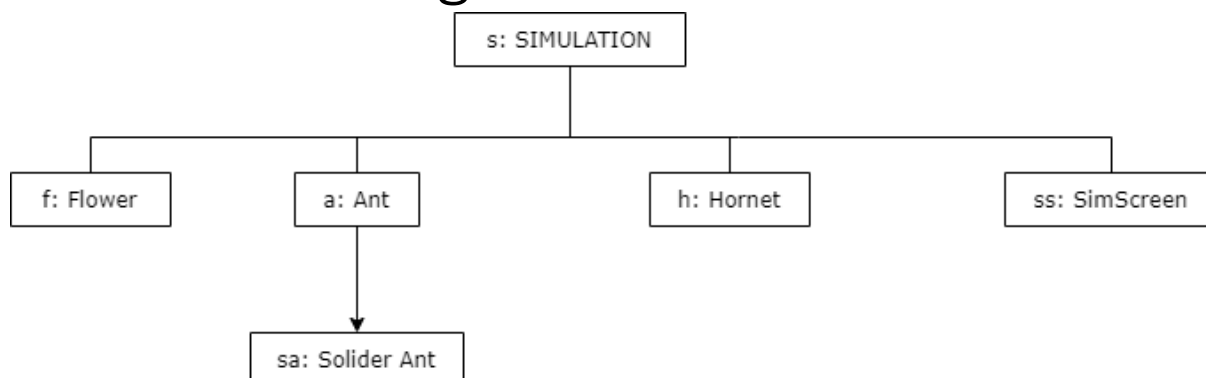 s: SIMULATION
f: Flower
a: Ant
h: Hornet
ss: SimScreen
sa: Solider Ant